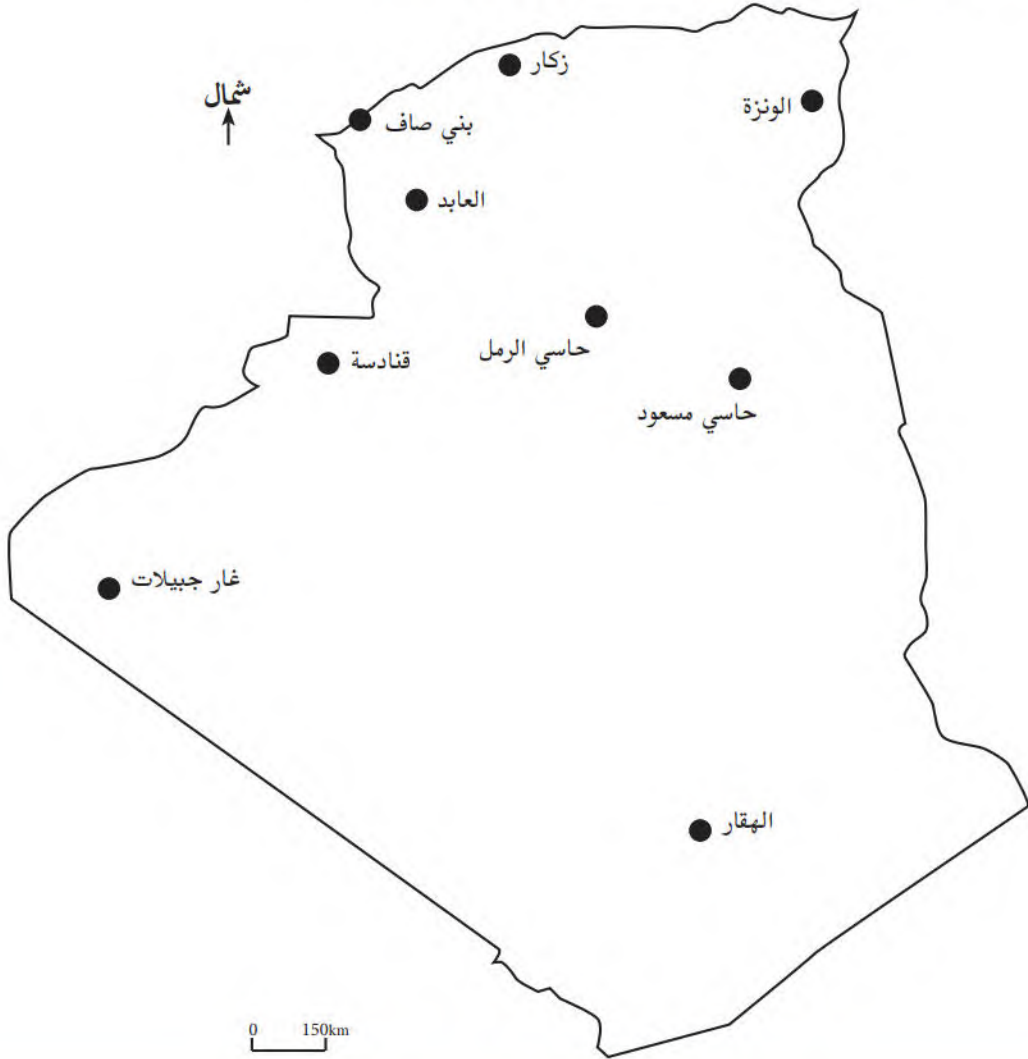 زكار
شمال
الونزة
بني صاف
العابد
حاسي الرمل
قنادسة
حاسي مسعود
غار جبيلات
الهقار
0 150km